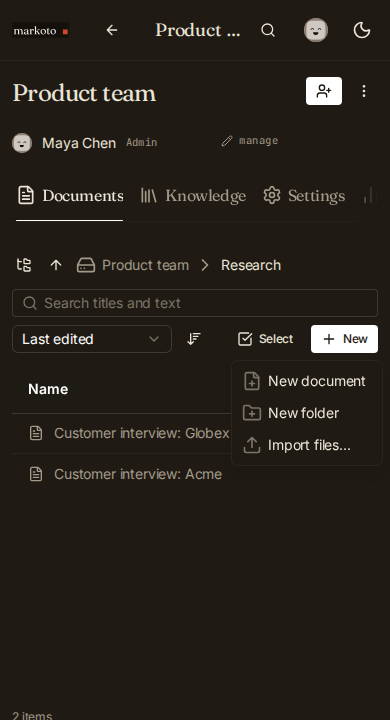 markoto
Product ...
Product team
Maya Chen Admin
manage
Documents Knowledge Settings
Product team > Research
Search titles and text
Last edited
Select
New
New document
New folder
Import files...
Name
Customer interview: Globex
Customer interview: Acme
2 items